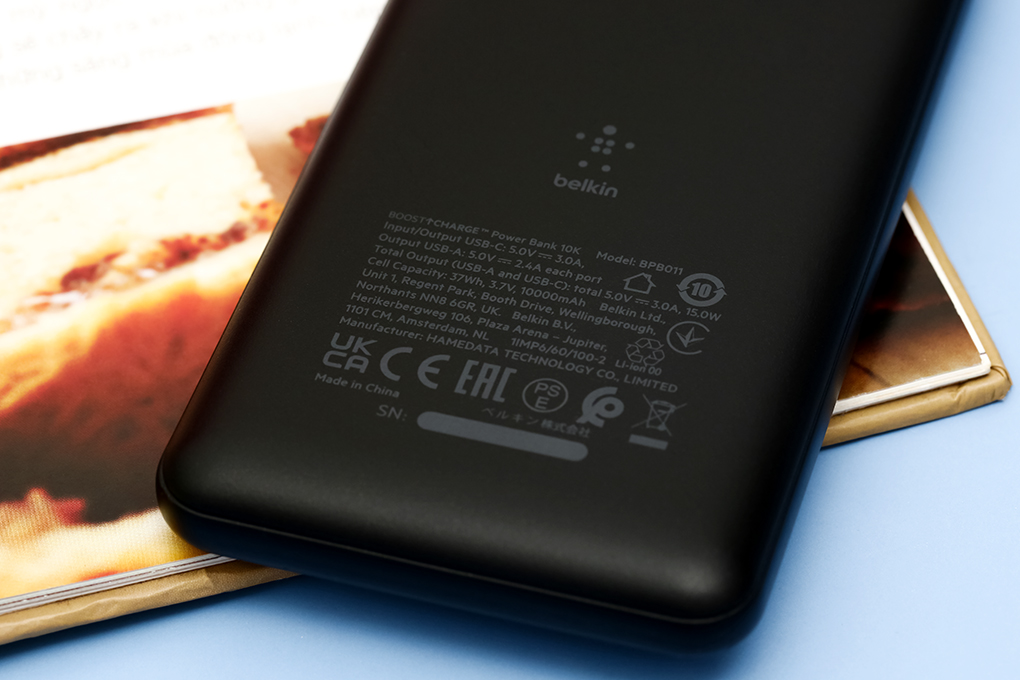 belkin
BOOST↑CHARGE™ Power Bank 10K Model: BPB011
Input/Output USB-C: 5.0V ⎓ 3.0A,
Output USB-A: 5.0V ⎓ 2.4A each port
Total Output (USB-A and USB-C): total 5.0V ⎓ 3.0A, 15.0W
Cell Capacity: 37Wh, 3.7V, 10000mAh Belkin Ltd.,
Unit 1, Regent Park, Booth Drive, Wellingborough,
Northants NN8 6GR, UK. Belkin B.V.,
Herikerbergweg 106, Plaza Arena – Jupiter,
1101 CM, Amsterdam, NL 1IMP6/60/100-2
Manufacturer: HAMEDATA TECHNOLOGY CO., LIMITED
10
Li-ion 00
UK CA CE EAC PS E
Made in China
ベルキン株式会社
SN: